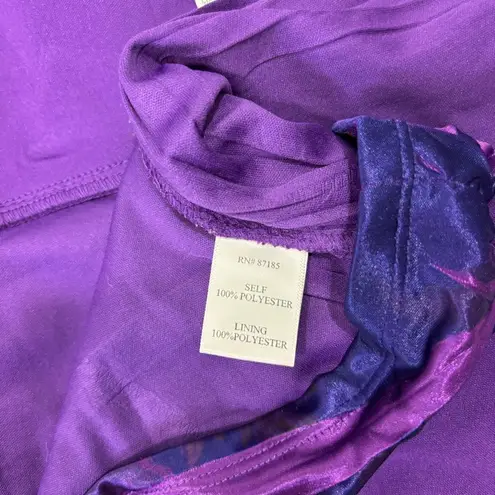 RN# 87185
SELF
100% POLYESTER
LINING
100%POLYESTER